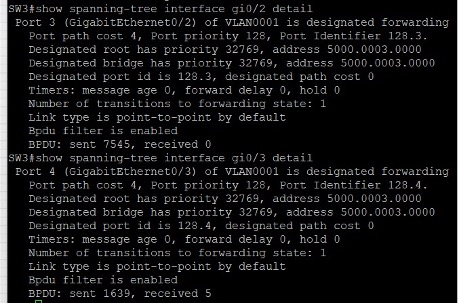 SW3#show spanning-tree interface gi0/2 detail
Port 3 (GigabitEthernet0/2) of VLAN0001 is designated forwarding
Port path cost 4, Port priority 128, Port Identifier 128.3.
Designated root has priority 32769, address 5000.0003.0000
Designated bridge has priority 32769, address 5000.0003.0000
Designated port id is 128.3, designated path cost 0
Timers: message age 0, forward delay 0, hold 0
Number of transitions to forwarding state: 1
Link type is point-to-point by default
Bpdu filter is enabled
BPDU: sent 7545, received 0
SW3#show spanning-tree interface gi0/3 detail
Port 4 (GigabitEthernet0/3) of VLAN0001 is designated forwarding
Port path cost 4, Port priority 128, Port Identifier 128.4.
Designated root has priority 32769, address 5000.0003.0000
Designated bridge has priority 32769, address 5000.0003.0000
Designated port id is 128.4, designated path cost 0
Timers: message age 0, forward delay 0, hold 0
Number of transitions to forwarding state: 1
Link type is point-to-point by default
Bpdu filter is enabled
BPDU: sent 1639, received 5